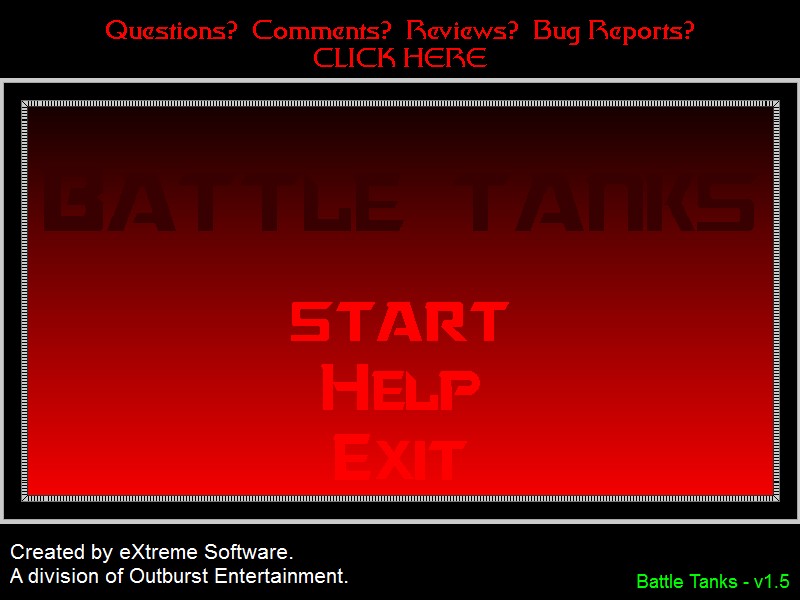 Questions? Comments? Reviews? Bug Reports?
CLICK HERE
BATTLE TANKS
START
HELP
EXIT
Created by eXtreme Software.
A division of Outburst Entertainment.
Battle Tanks - v1.5